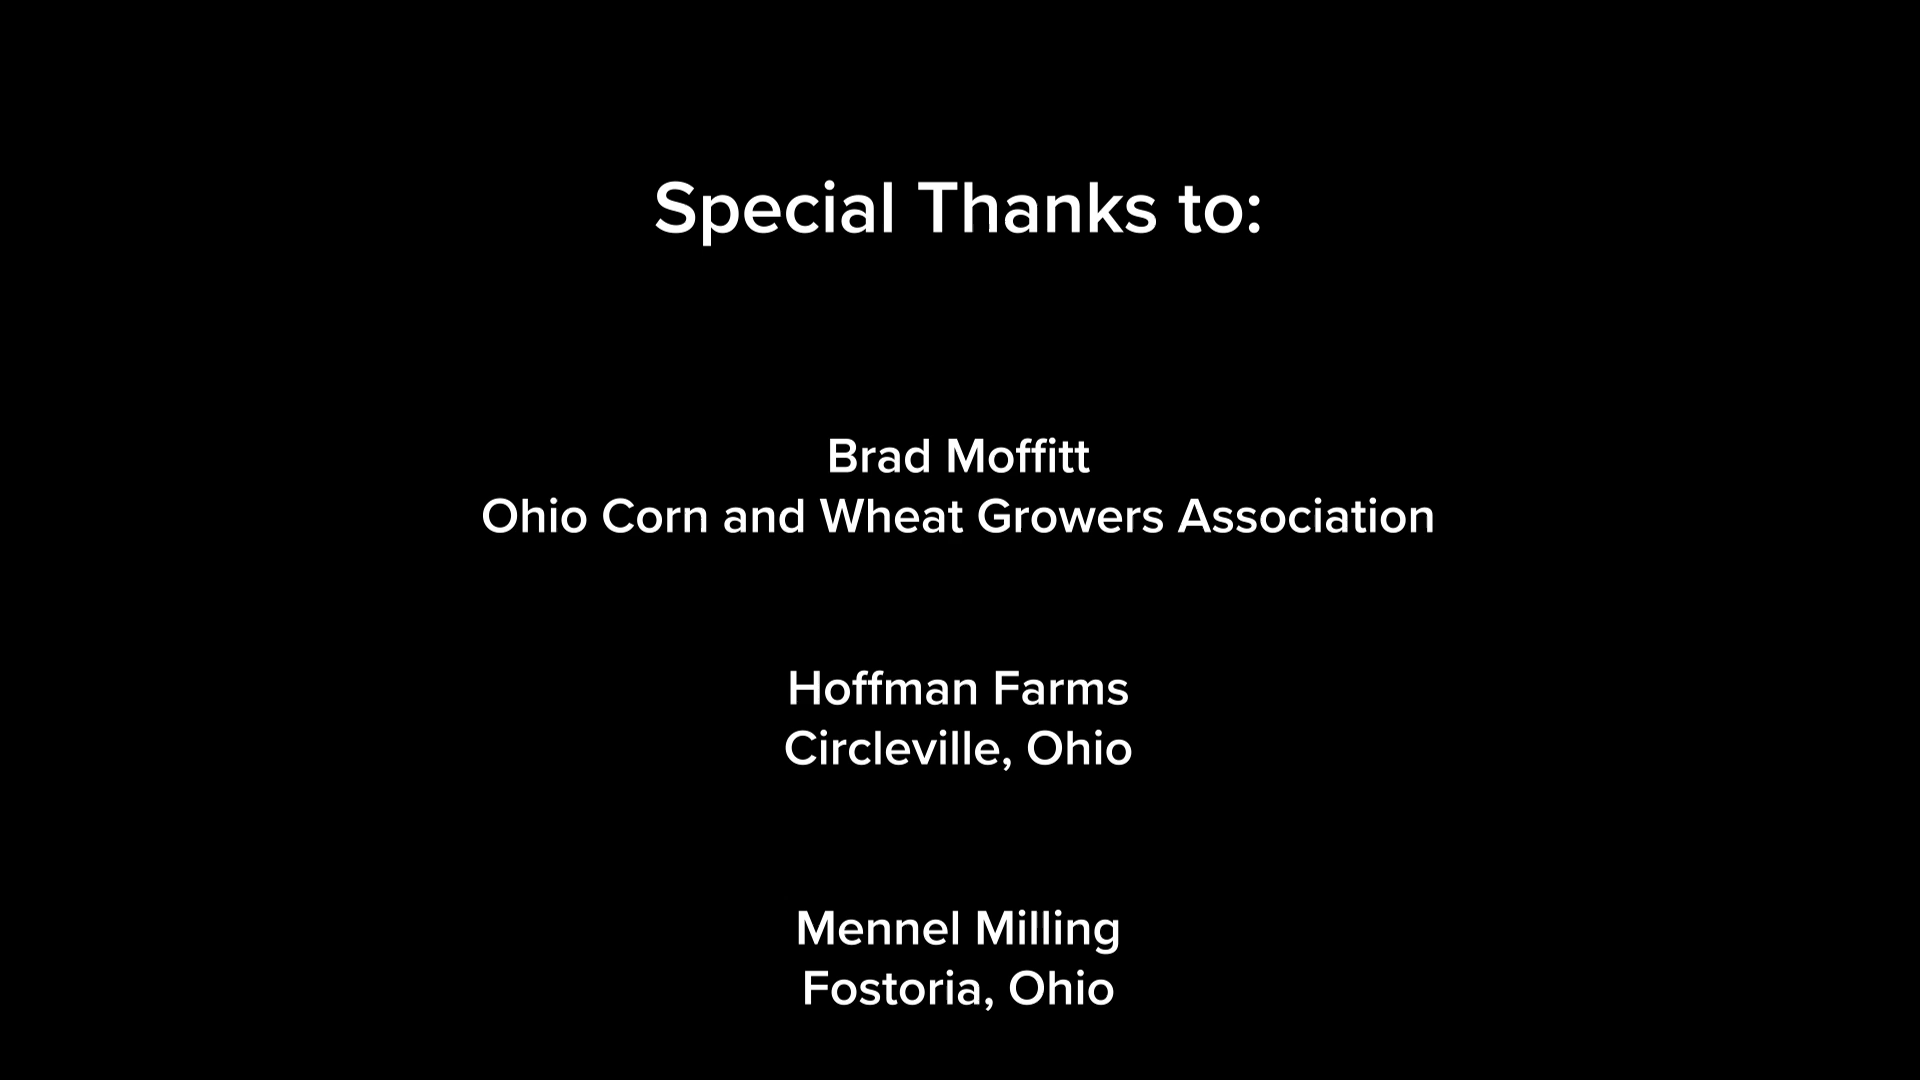 Special Thanks to:
Brad Moffitt
Ohio Corn and Wheat Growers Association
Hoffman Farms
Circleville, Ohio
Mennel Milling
Fostoria, Ohio